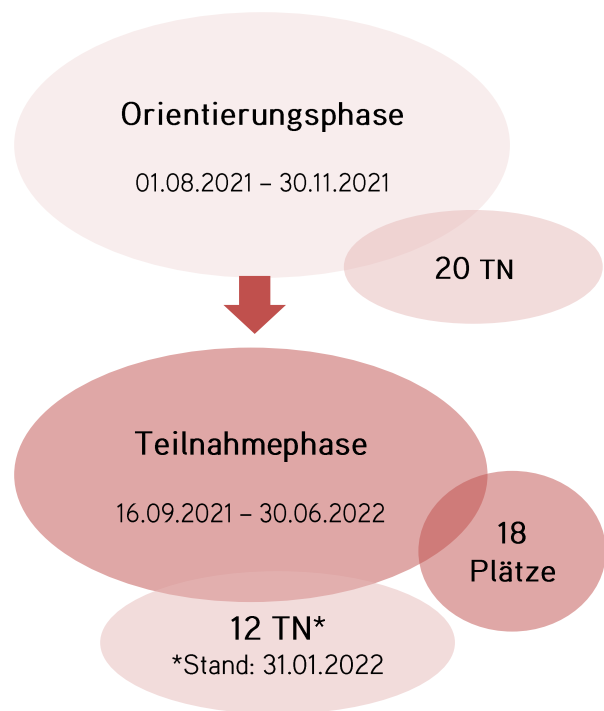 Orientierungsphase
01.08.2021 – 30.11.2021
20 TN
Teilnahmephase
16.09.2021 – 30.06.2022
18
Plätze
12 TN*
*Stand: 31.01.2022